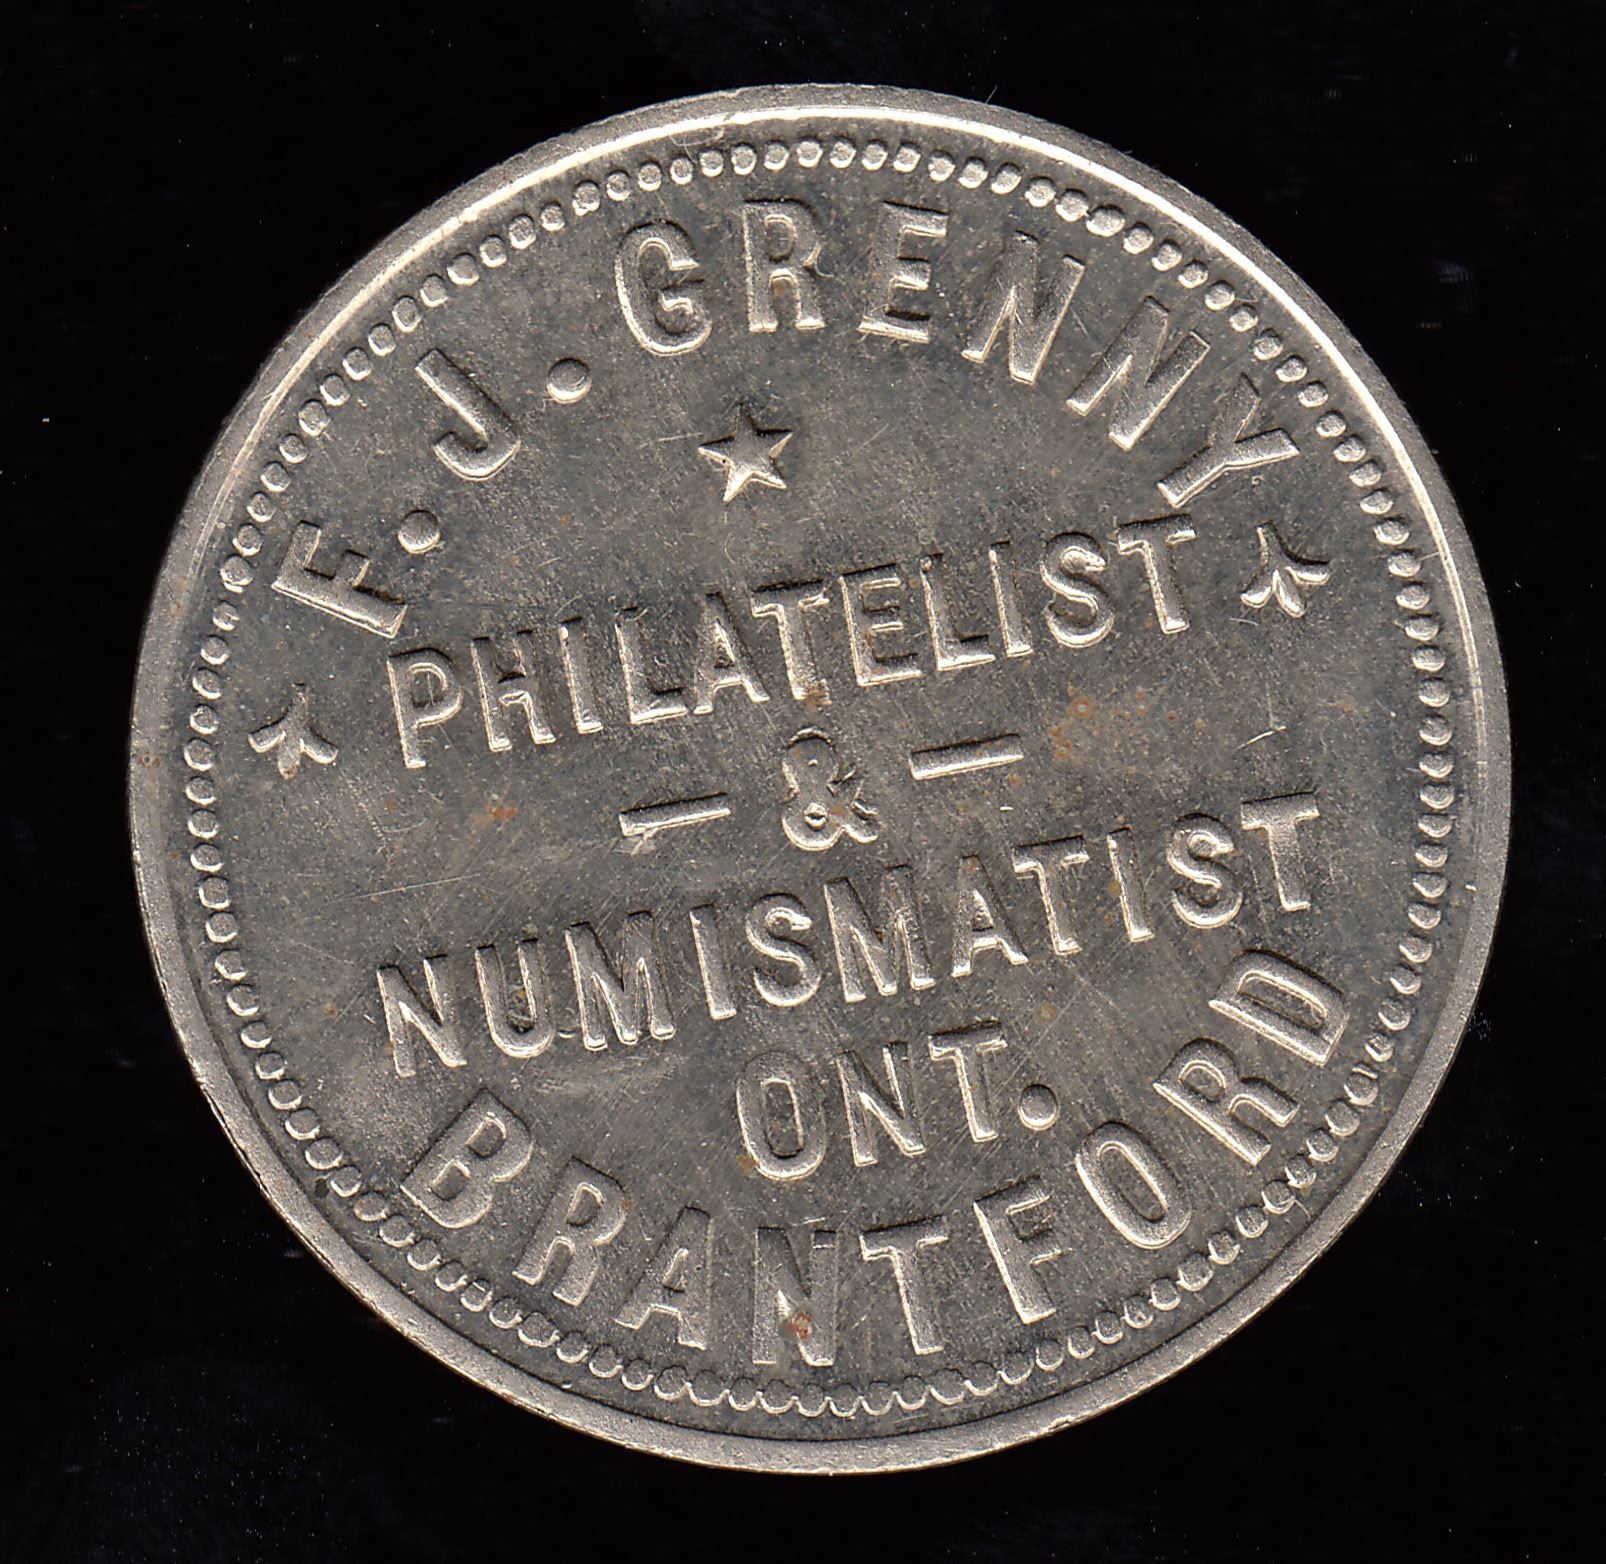 F. J. GRENNY
PHILATELIST
— & —
NUMISMATIST
ONT.
BRANTFORD